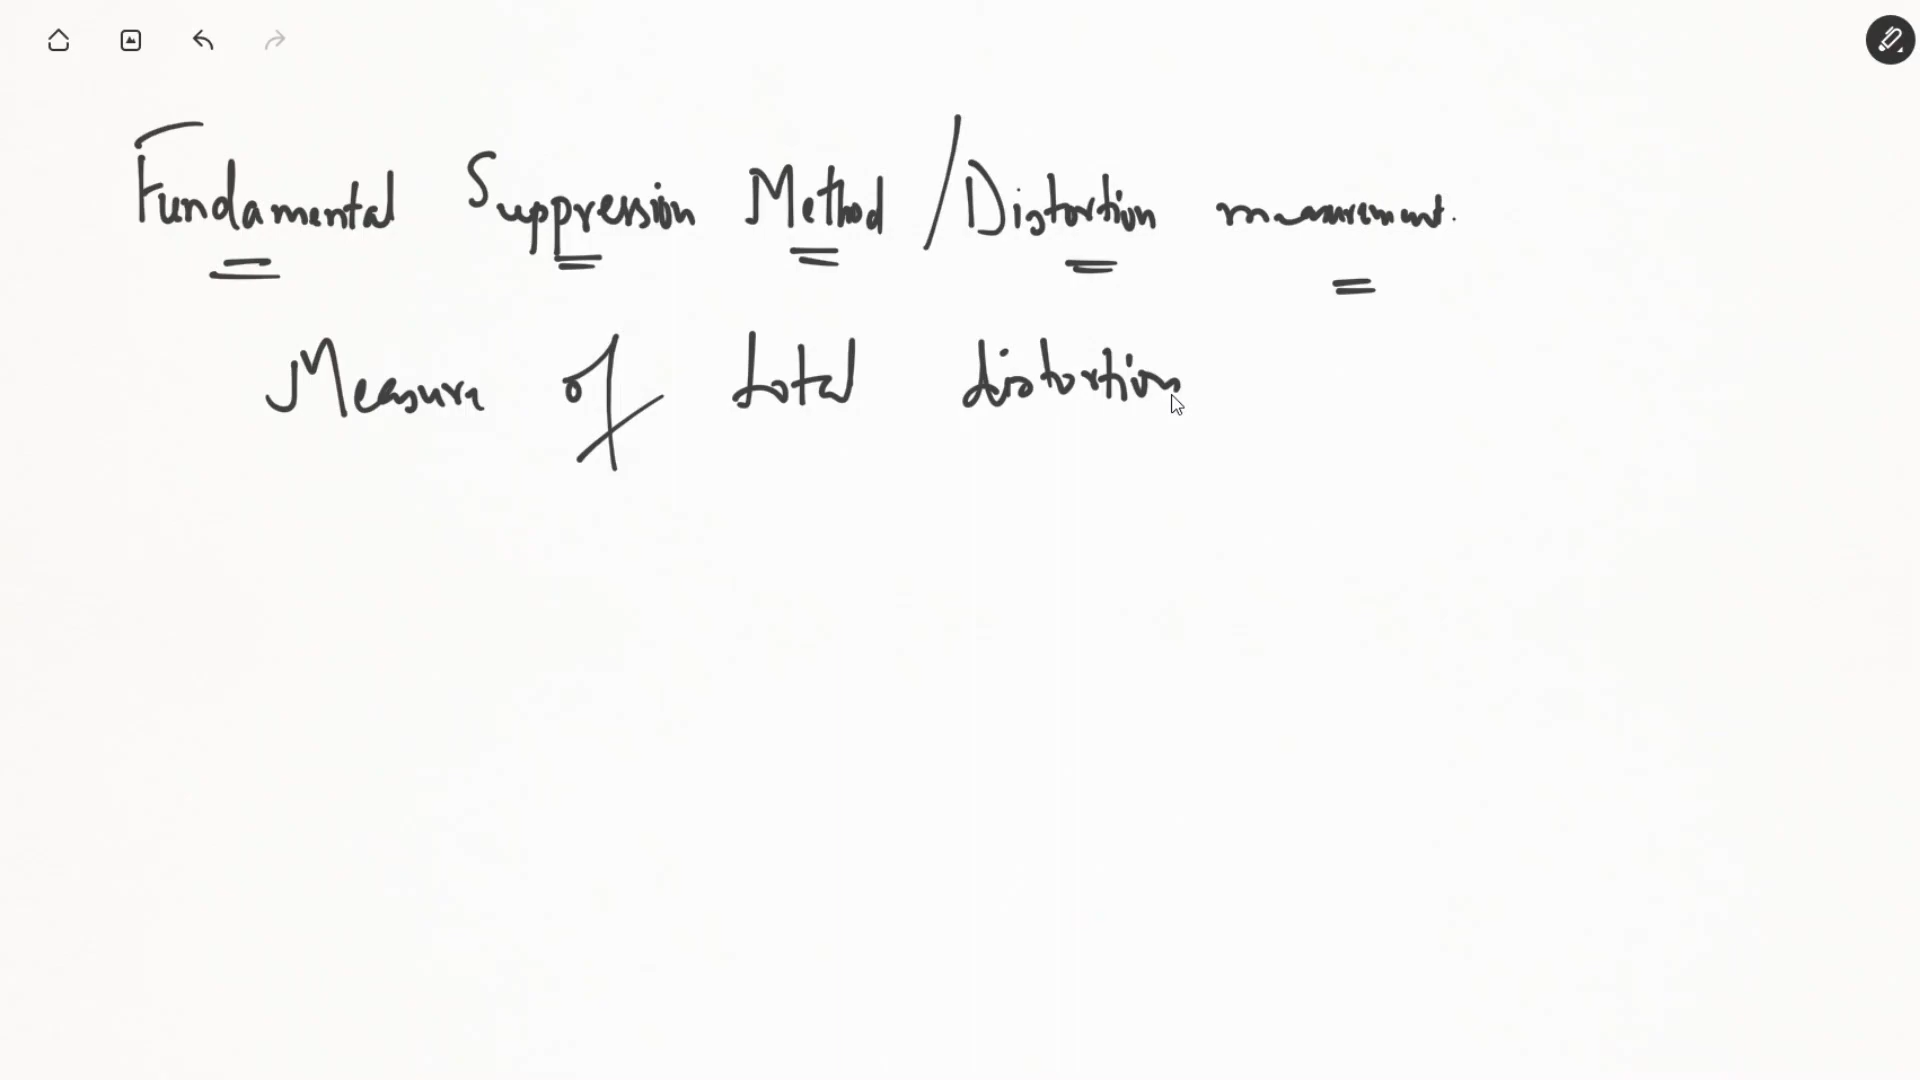 Fundamental Suppression Method / Distortion measurement.
Measure of total distortion